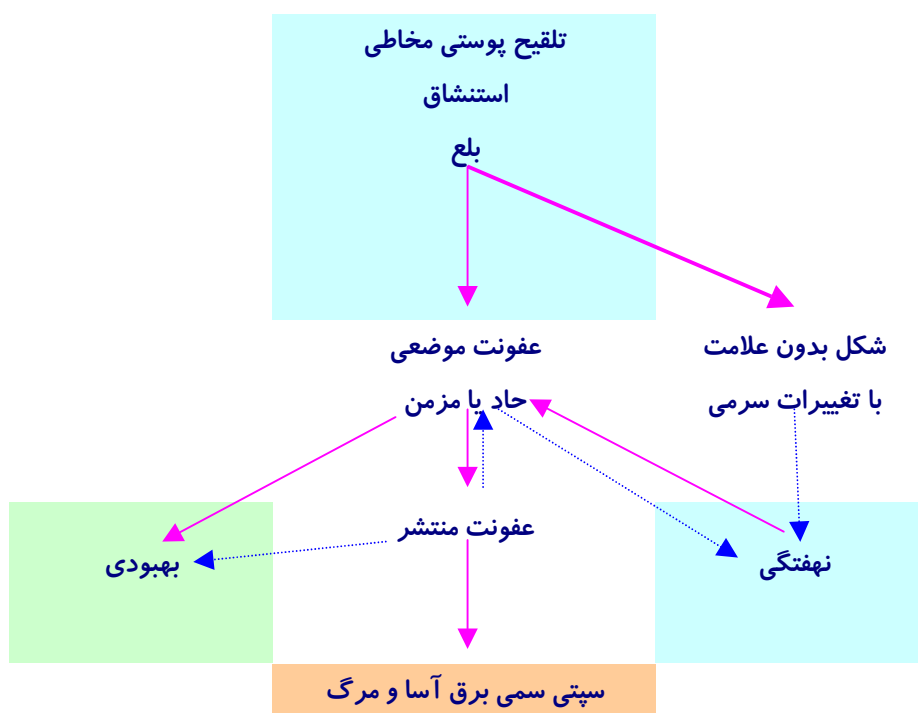 تلقیح پوستی مخاطی
استنشاق
بلع
شکل بدون علامت
با تغییرات سرمی
عفونت موضعی
حاد یا مزمن
نهفتگی
عفونت منتشر
بهبودی
سپتی سمی برق آسا و مرگ